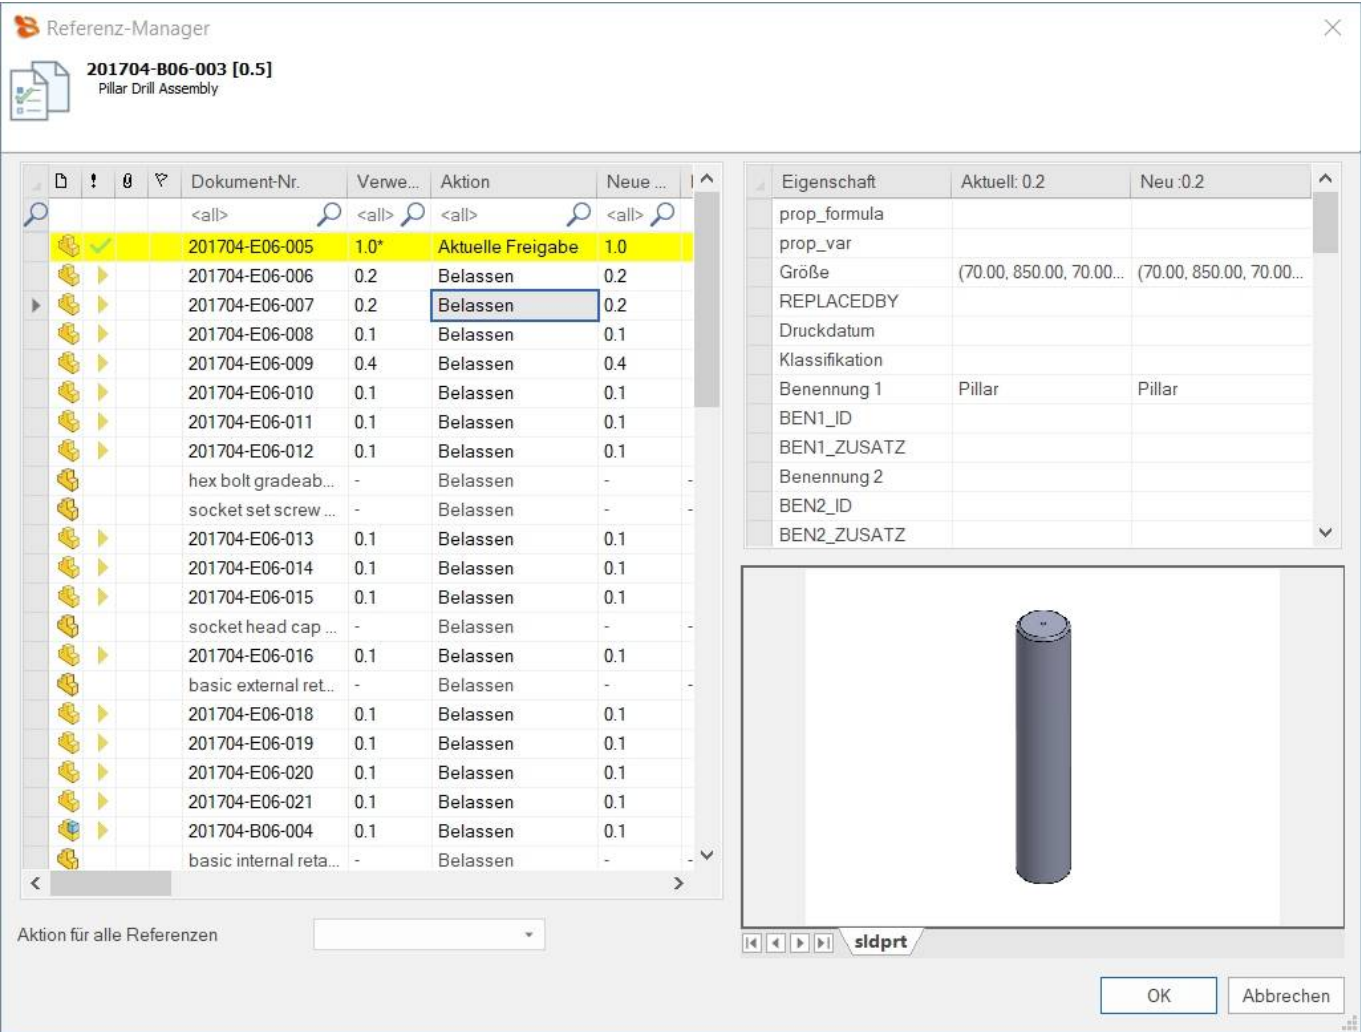 Referenz-Manager
201704-B06-003 [0.5]
Pillar Drill Assembly
! Dokument-Nr. Verwe... Aktion Neue ...
<all> <all> <all> <all>
201704-E06-005 1.0* Aktuelle Freigabe 1.0
201704-E06-006 0.2 Belassen 0.2
201704-E06-007 0.2 Belassen 0.2
201704-E06-008 0.1 Belassen 0.1
201704-E06-009 0.4 Belassen 0.4
201704-E06-010 0.1 Belassen 0.1
201704-E06-011 0.1 Belassen 0.1
201704-E06-012 0.1 Belassen 0.1
hex bolt gradeab... - Belassen - -
socket set screw ... - Belassen - -
201704-E06-013 0.1 Belassen 0.1
201704-E06-014 0.1 Belassen 0.1
201704-E06-015 0.1 Belassen 0.1
socket head cap ... - Belassen - -
201704-E06-016 0.1 Belassen 0.1
basic external ret... - Belassen - -
201704-E06-018 0.1 Belassen 0.1
201704-E06-019 0.1 Belassen 0.1
201704-E06-020 0.1 Belassen 0.1
201704-E06-021 0.1 Belassen 0.1
201704-B06-004 0.1 Belassen 0.1
basic internal reta... - Belassen - -
Aktion für alle Referenzen
Eigenschaft Aktuell: 0.2 Neu :0.2
prop_formula
prop_var
Größe (70.00, 850.00, 70.00... (70.00, 850.00, 70.00...
REPLACEDBY
Druckdatum
Klassifikation
Benennung 1 Pillar Pillar
BEN1_ID
BEN1_ZUSATZ
Benennung 2
BEN2_ID
BEN2_ZUSATZ
sldprt
OK Abbrechen